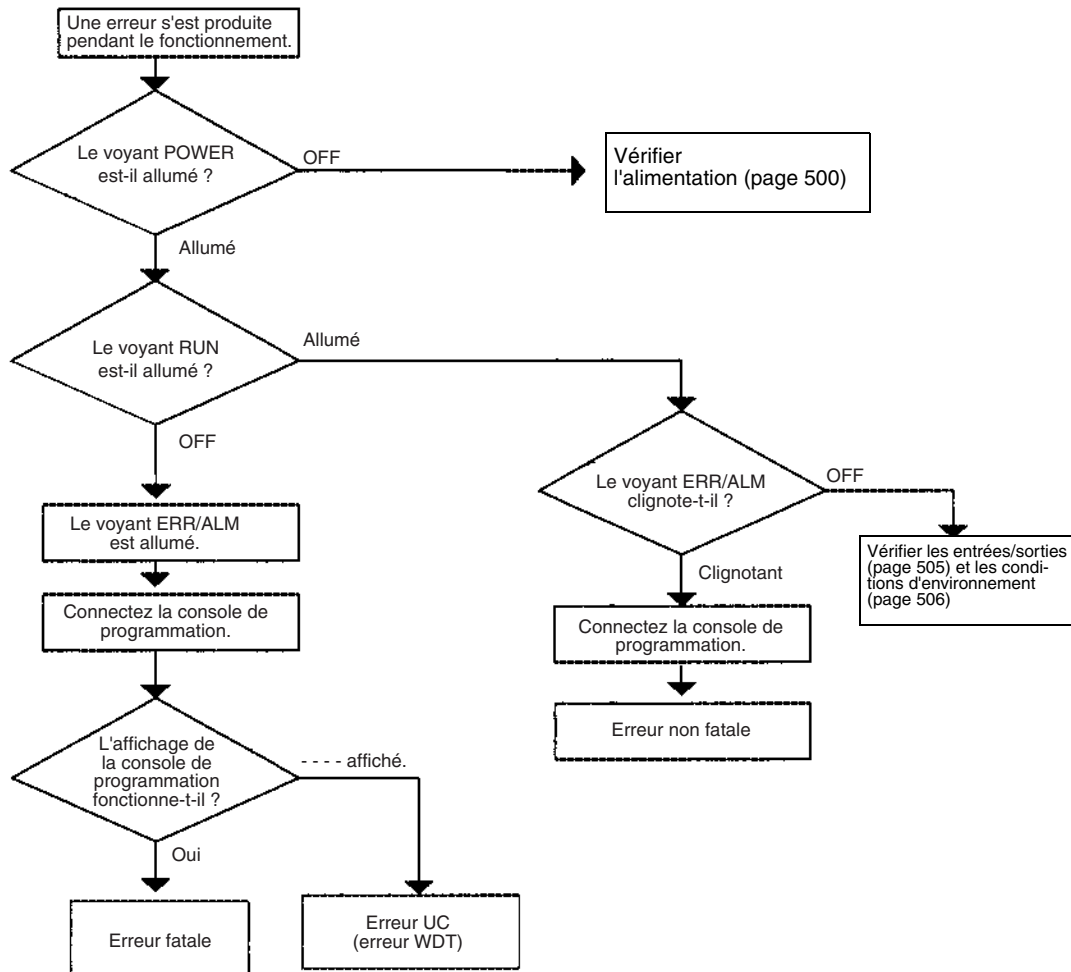 Une erreur s'est produite
pendant le fonctionnement.
Le voyant POWER
est-il allumé ?
OFF
Vérifier
l'alimentation (page 500)
Allumé
Le voyant RUN
est-il allumé ?
Allumé
OFF
Le voyant ERR/ALM
clignote-t-il ?
OFF
Le voyant ERR/ALM
est allumé.
Vérifier les entrées/sorties
(page 505) et les condi-
tions d'environnement
(page 506)
Clignotant
Connectez la console de
programmation.
Connectez la console de
programmation.
Erreur non fatale
L'affichage de
la console de
programmation
fonctionne-t-il ?
- - - - affiché.
Oui
Erreur fatale
Erreur UC
(erreur WDT)